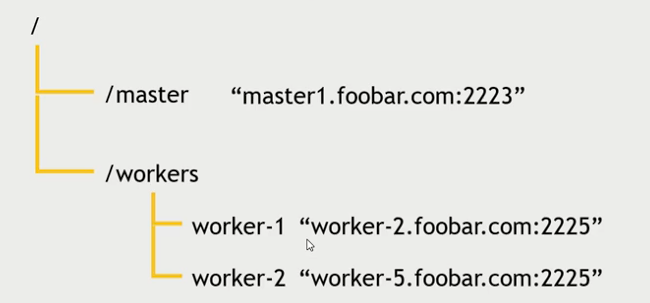 /
/master “master1.foobar.com:2223”
/workers
worker-1 “worker-2.foobar.com:2225”
worker-2 “worker-5.foobar.com:2225”